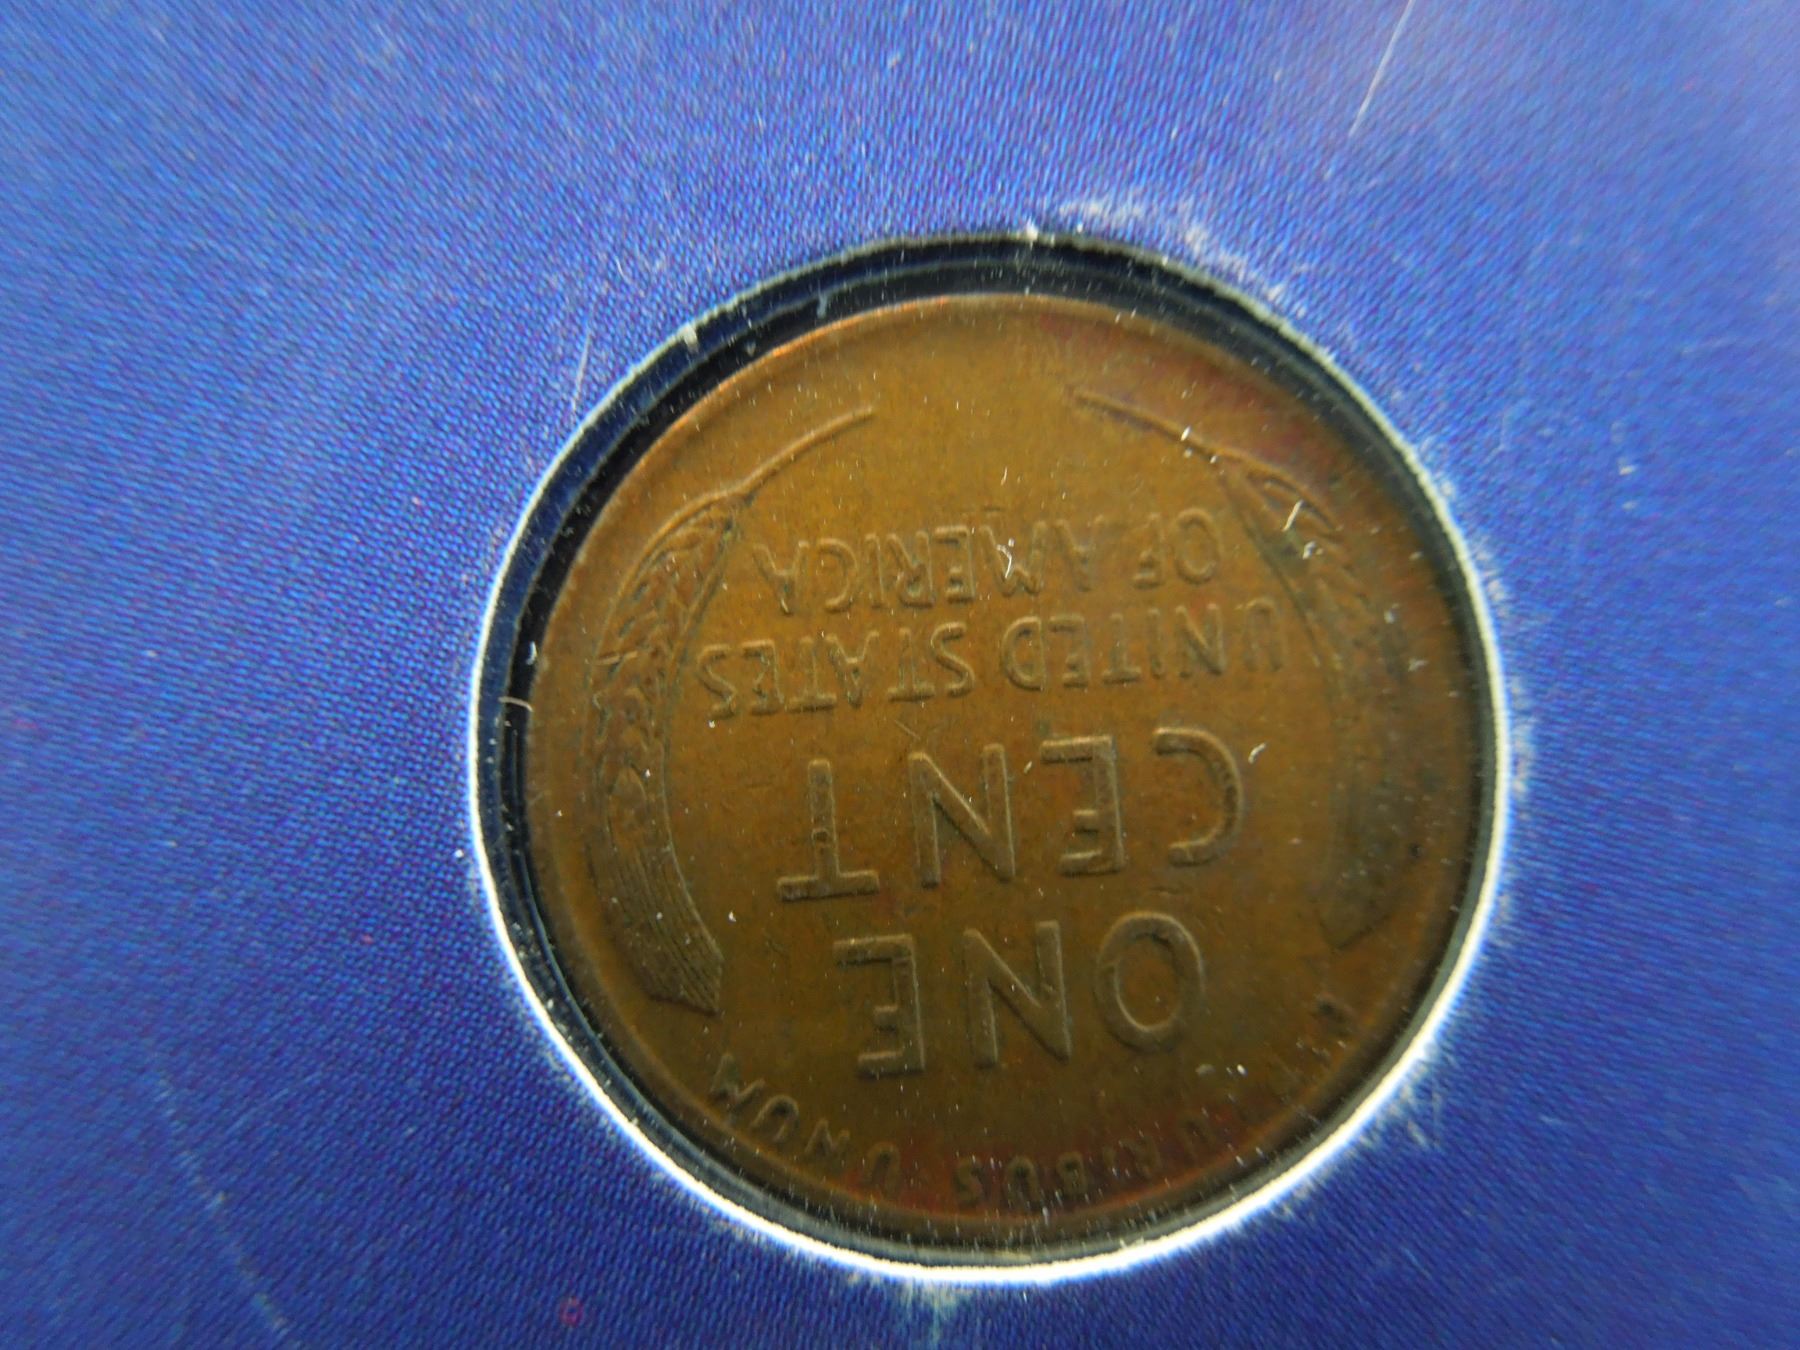 E PLURIBUS UNUM
ONE
CENT
UNITED STATES
OF AMERICA